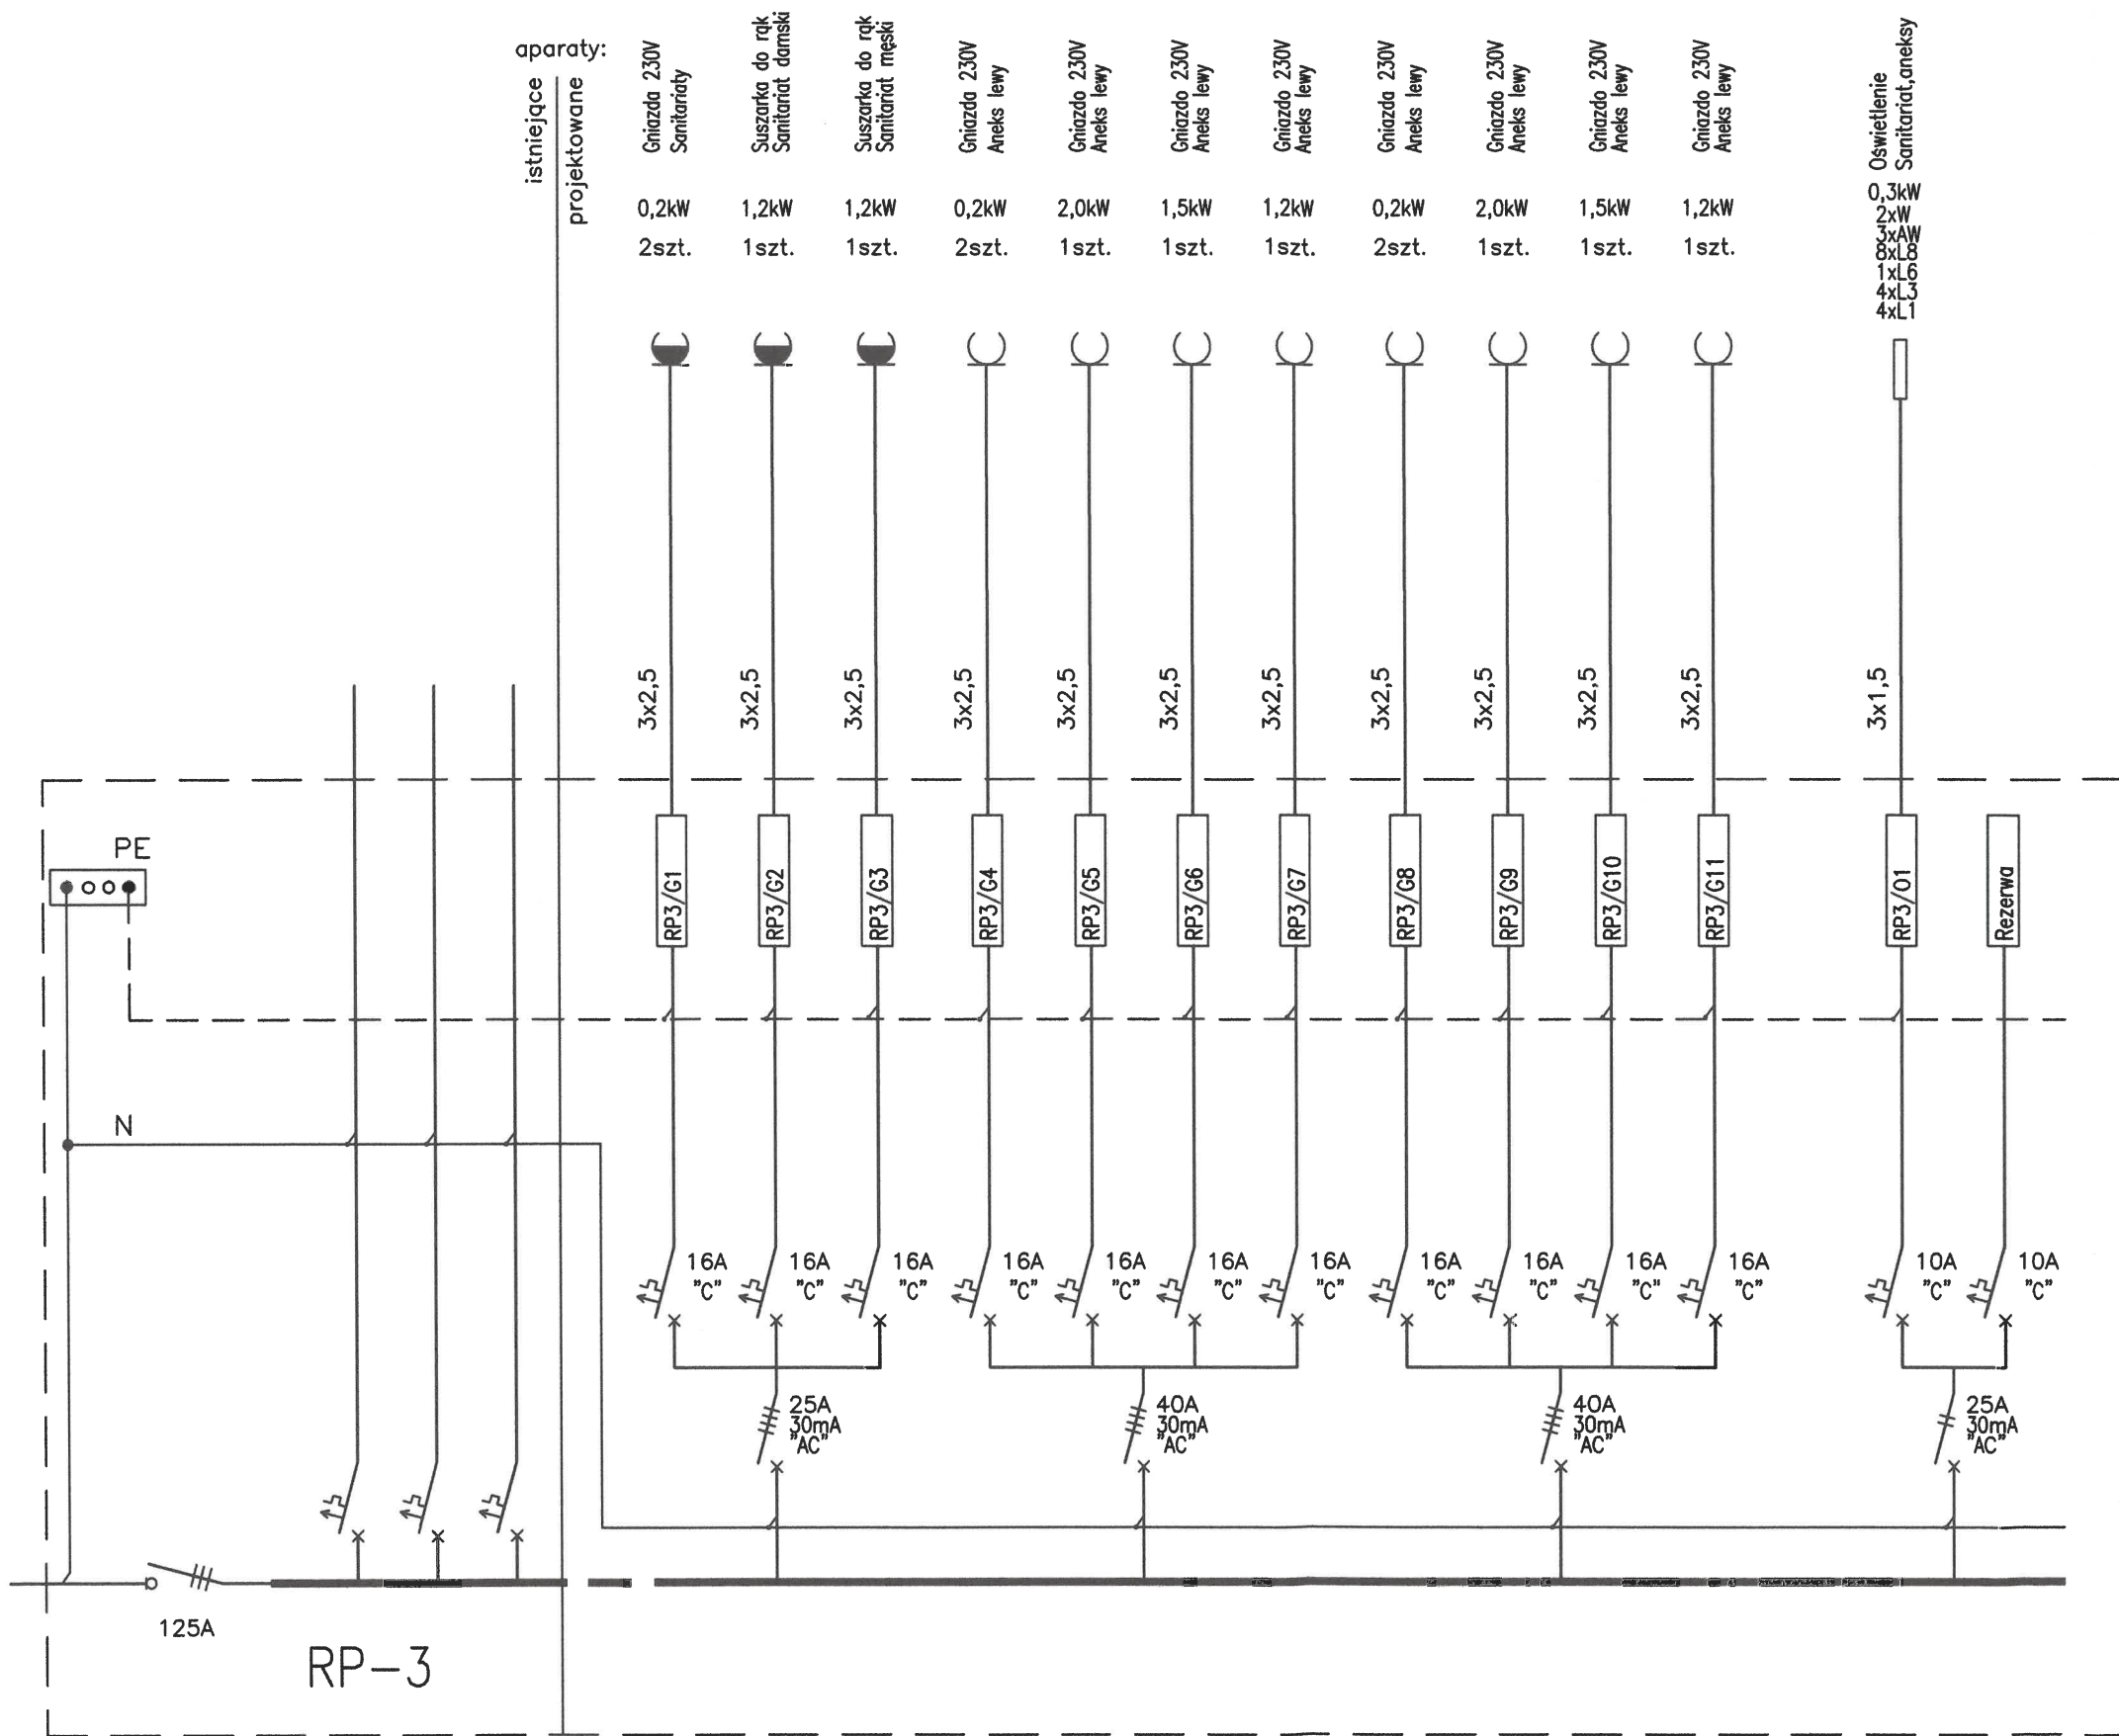 aparaty:
istniejące
projektowane
Gniazda 230V
Sanitariaty
Suszarka do rąk
Sanitariat damski
Suszarka do rąk
Sanitariat męski
Gniazda 230V
Aneks lewy
Gniazdo 230V
Aneks lewy
Gniazdo 230V
Aneks lewy
Gniazdo 230V
Aneks lewy
Gniazda 230V
Aneks lewy
Gniazdo 230V
Aneks lewy
Gniazdo 230V
Aneks lewy
Gniazdo 230V
Aneks lewy
Oświetlenie
Sanitariat,aneksy
0,2kW 1,2kW 1,2kW 0,2kW 2,0kW 1,5kW 1,2kW 0,2kW 2,0kW 1,5kW 1,2kW
2szt. 1szt. 1szt. 2szt. 1szt. 1szt. 1szt. 2szt. 1szt. 1szt. 1szt.
0,3kW
2xW
3xAW
8xL8
1xL6
4xL3
4xL1
3x2,5 3x2,5 3x2,5 3x2,5 3x2,5 3x2,5 3x2,5 3x2,5 3x2,5 3x2,5 3x2,5 3x1,5
PE
RP3/G1 RP3/G2 RP3/G3 RP3/G4 RP3/G5 RP3/G6 RP3/G7 RP3/G8 RP3/G9 RP3/G10 RP3/G11 RP3/O1 Rezerwa
N
16A 16A 16A 16A 16A 16A 16A 16A 16A 16A 16A 10A 10A
"C" "C" "C" "C" "C" "C" "C" "C" "C" "C" "C" "C" "C"
25A 40A 40A 25A
30mA 30mA 30mA 30mA
"AC" "AC" "AC" "AC"
125A
RP-3